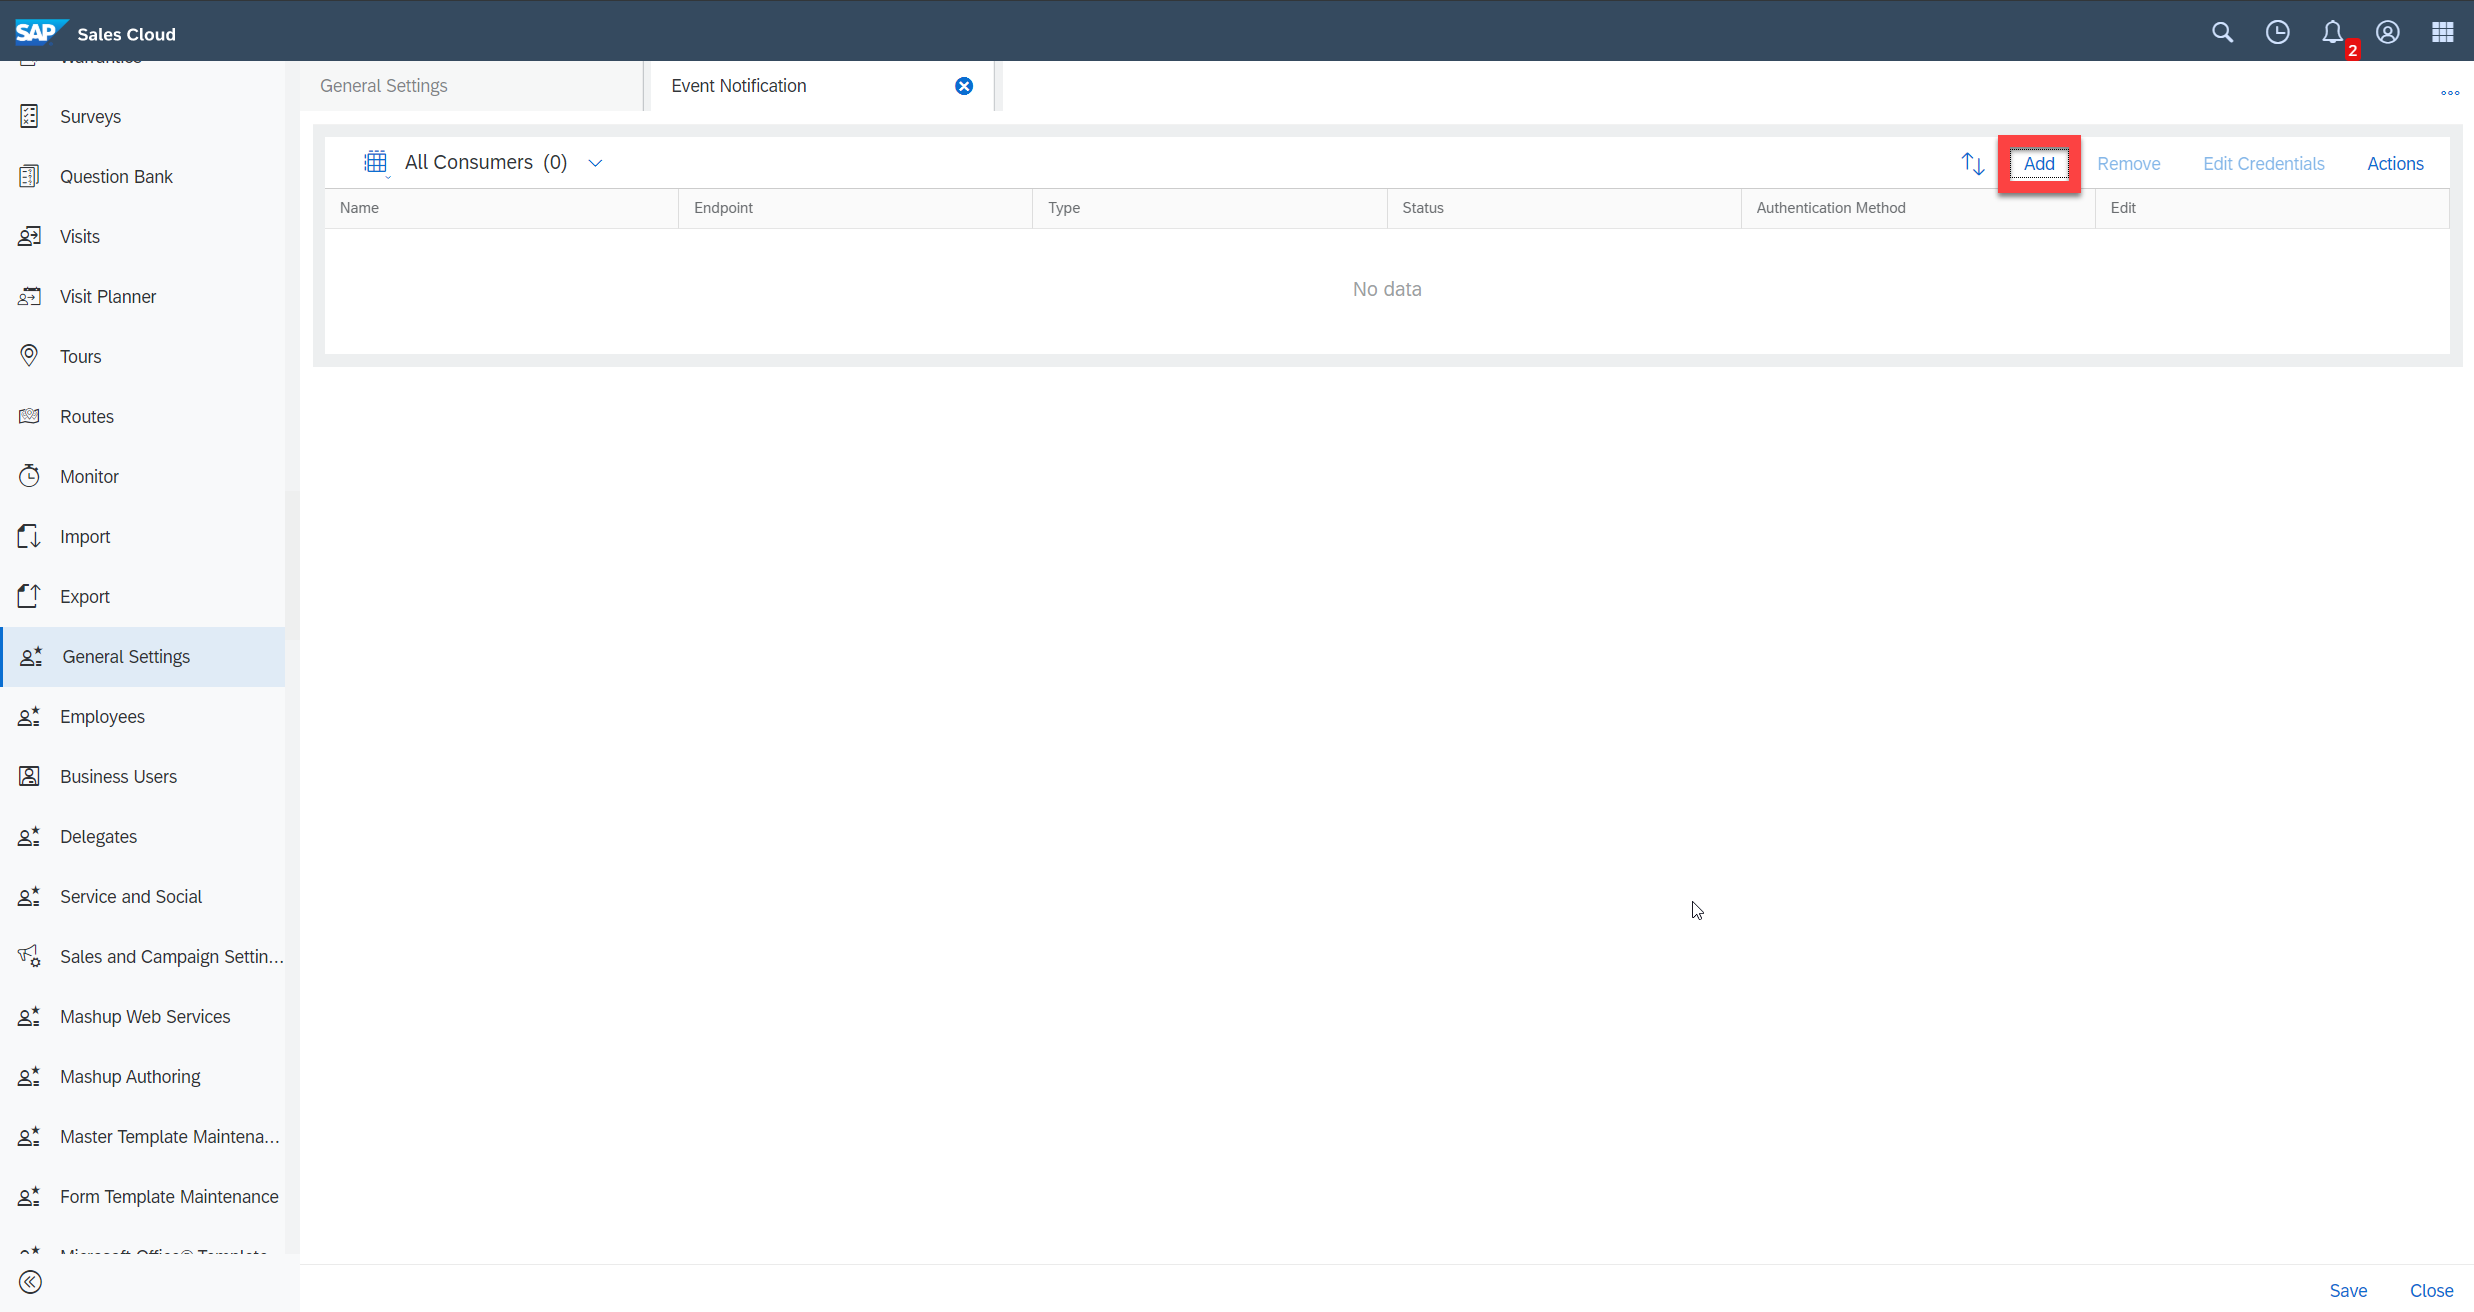 SAP Sales Cloud
2
Surveys
Question Bank
Visits
Visit Planner
Tours
Routes
Monitor
Import
Export
General Settings
Employees
Business Users
Delegates
Service and Social
Sales and Campaign Settin...
Mashup Web Services
Mashup Authoring
Master Template Maintena...
Form Template Maintenance
General Settings
Event Notification
All Consumers (0)
Add
Remove
Edit Credentials
Actions
Name
Endpoint
Type
Status
Authentication Method
Edit
No data
Save
Close